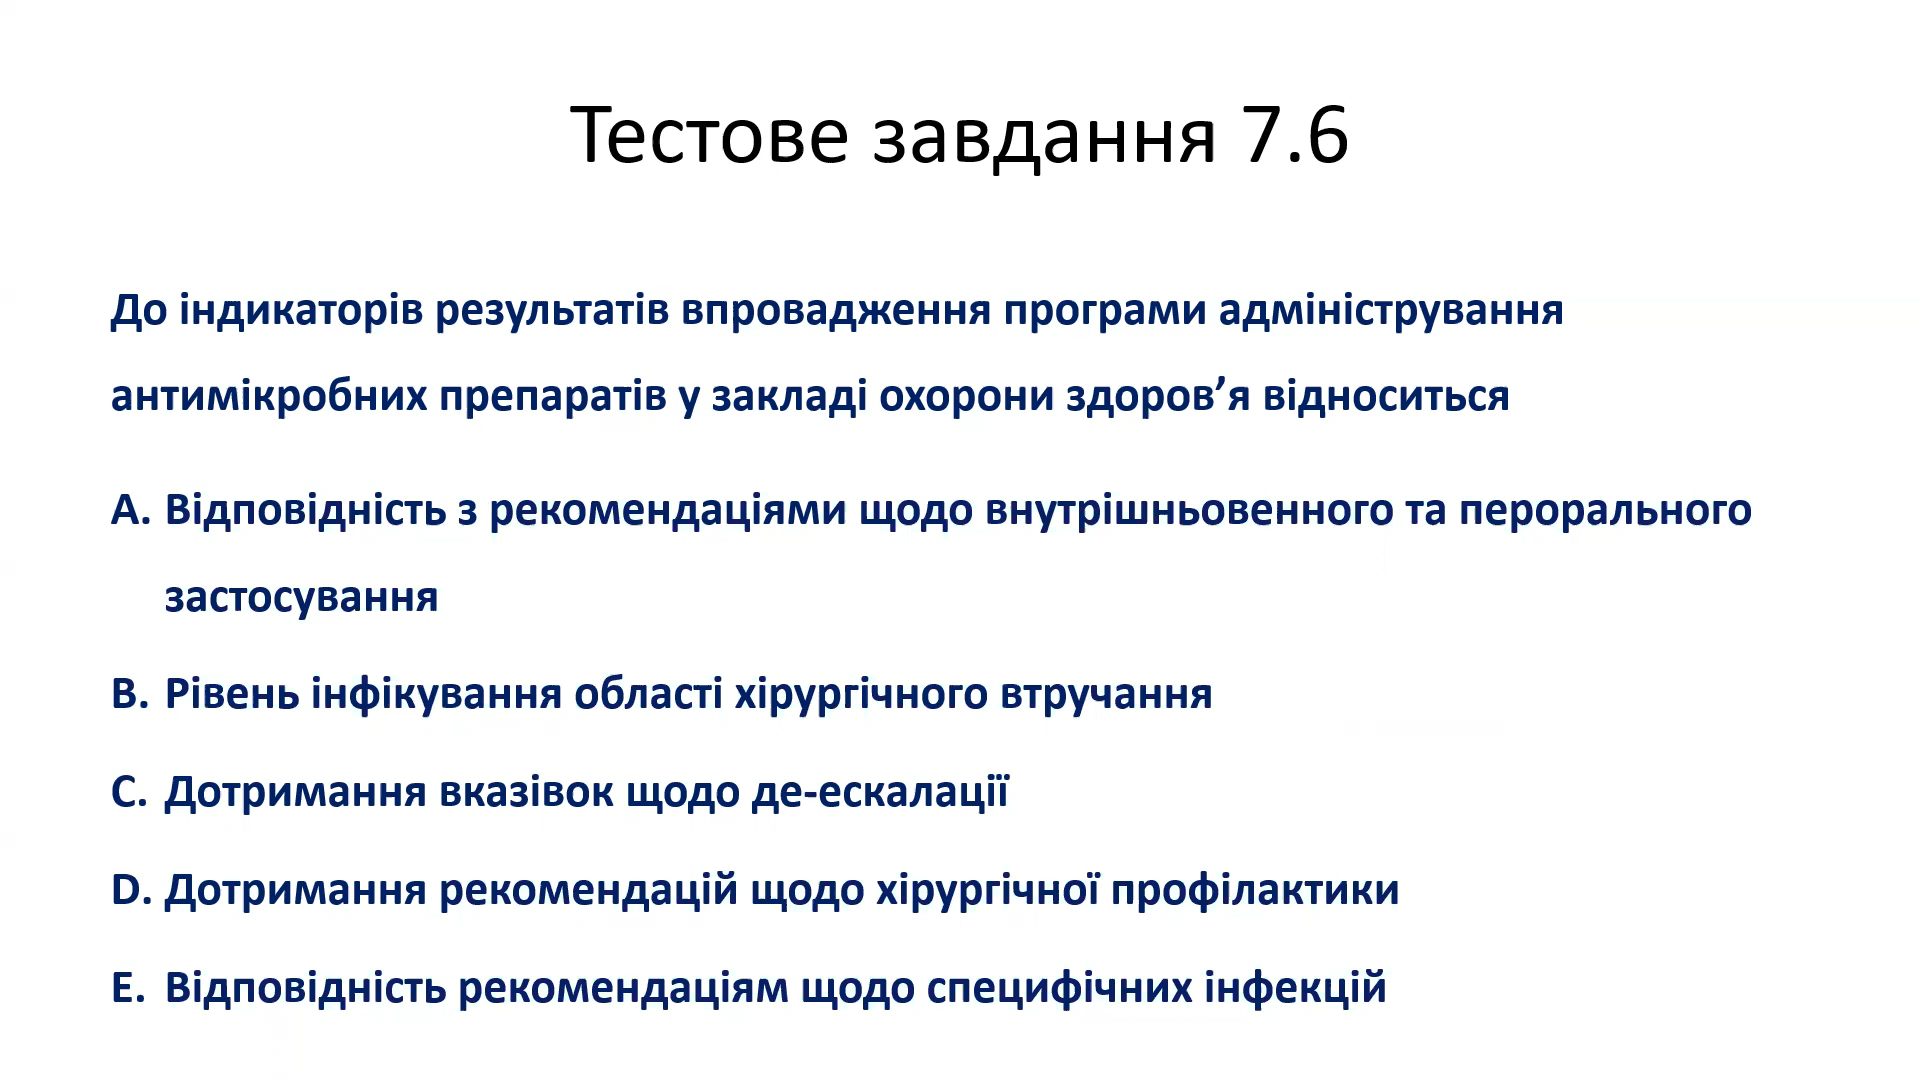 Тестове завдання 7.6
До індикаторів результатів впровадження програми адміністрування
антимікробних препаратів у закладі охорони здоров’я відноситься
A. Відповідність з рекомендаціями щодо внутрішньовенного та перорального
застосування
B. Рівень інфікування області хірургічного втручання
C. Дотримання вказівок щодо де-ескалації
D. Дотримання рекомендацій щодо хірургічної профілактики
E. Відповідність рекомендаціям щодо специфічних інфекцій